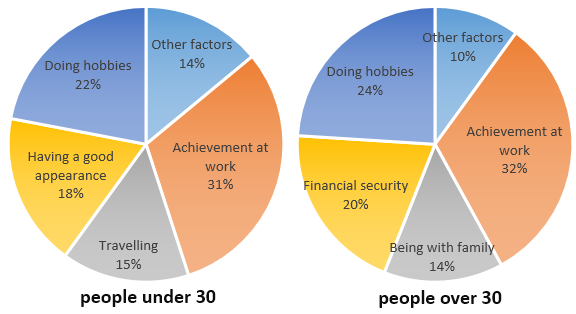 Other factors
14%
Doing hobbies
22%
Achievement at
work
31%
Having a good
appearance
18%
Travelling
15%
people under 30
Other factors
10%
Doing hobbies
24%
Achievement at
work
32%
Financial security
20%
Being with family
14%
people over 30